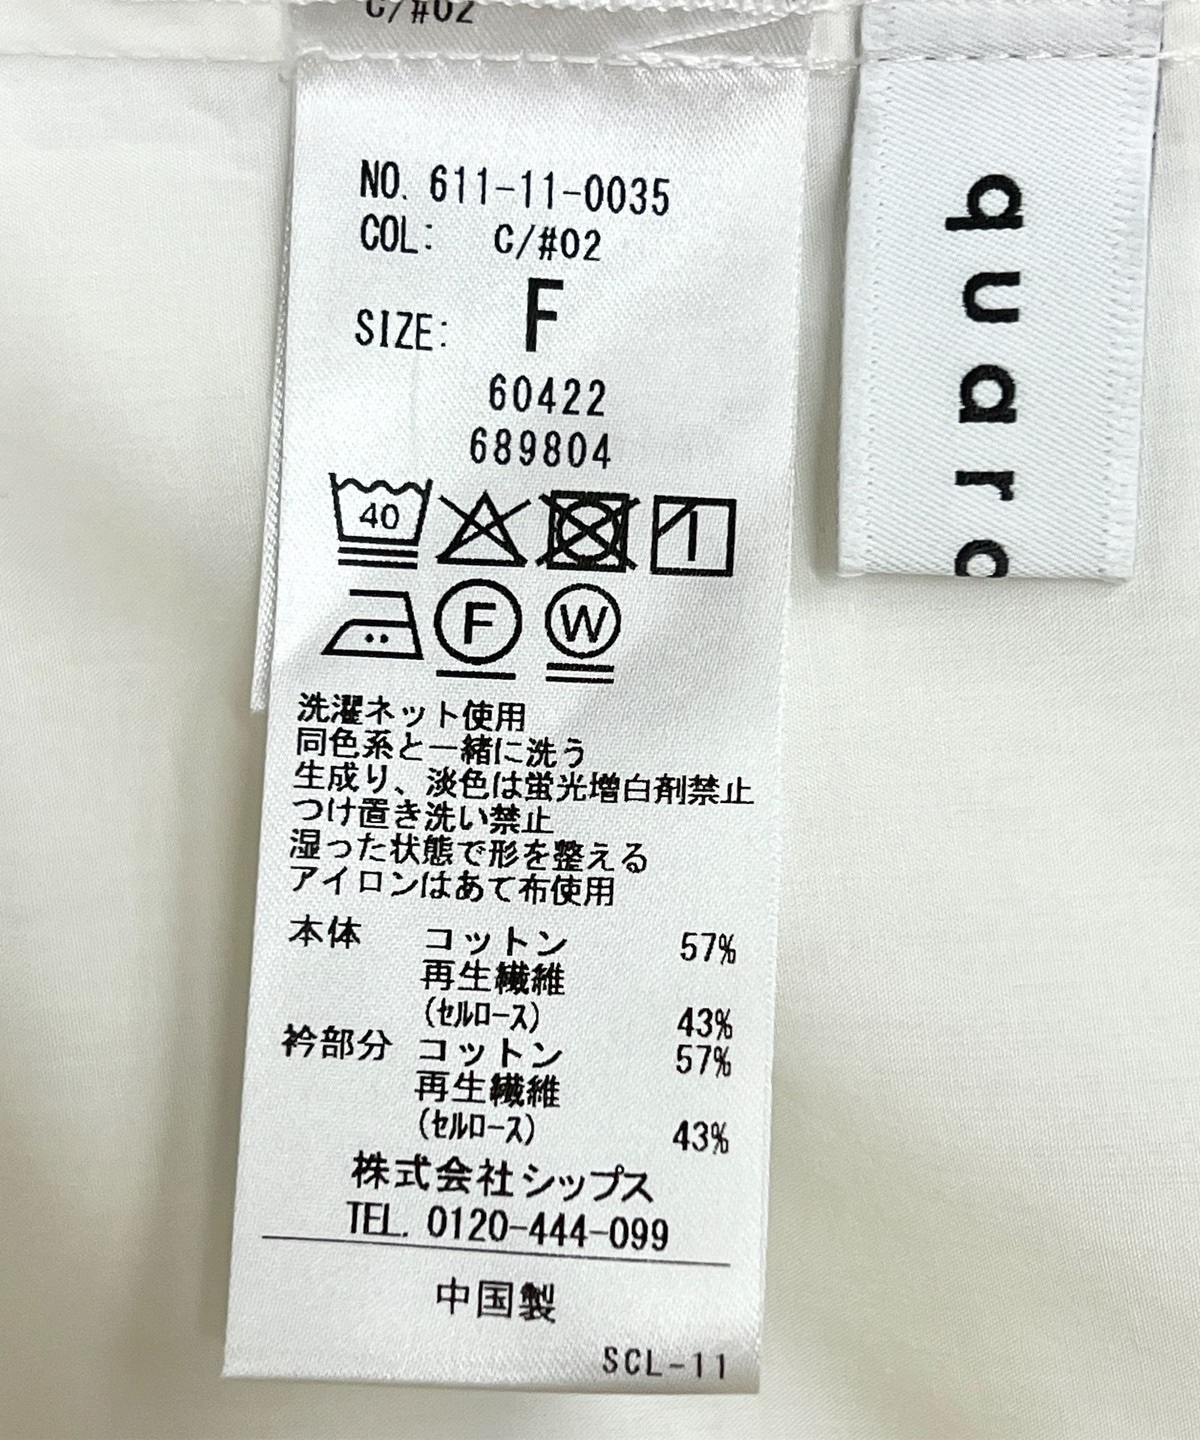 C/#02
NO. 611-11-0035
COL: C/#02
SIZE: F
60422
689804
40
F W
洗濯ネット使用
同色系と一緒に洗う
生成り、淡色は蛍光増白剤禁止
つけ置き洗い禁止
湿った状態で形を整える
アイロンはあて布使用
本体 コットン 57%
再生繊維
(ｾﾙﾛｰｽ) 43%
衿部分 コットン 57%
再生繊維
(ｾﾙﾛｰｽ) 43%
株式会社シップス
TEL. 0120-444-099
中国製
SCL-11
quar